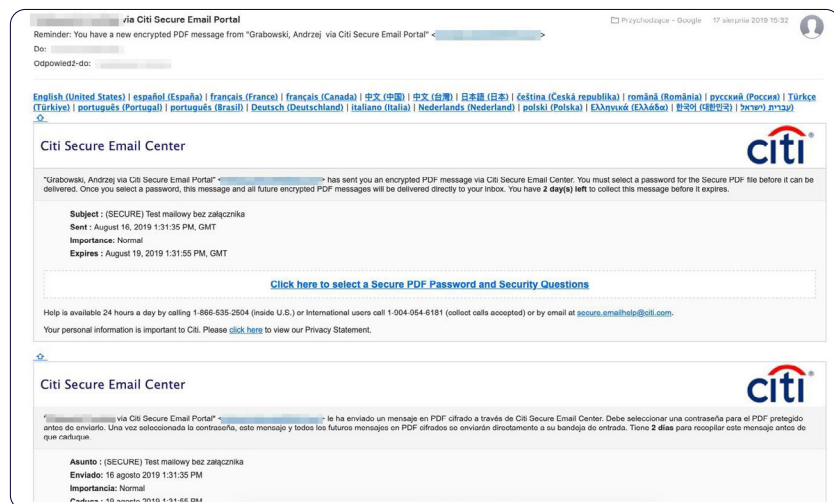 via Citi Secure Email Portal
Przychodzące - Google 17 sierpnia 2019 15:32
Reminder: You have a new encrypted PDF message from "Grabowski, Andrzej via Citi Secure Email Portal" < >
Do:
Odpowiedź-do:
English (United States) | español (España) | français (France) | français (Canada) | 中文 (中国) | 中文 (台灣) | 日本語 (日本) | čeština (Česká republika) | română (România) | русский (Россия) | Türkçe
(Türkiye) | português (Portugal) | português (Brasil) | Deutsch (Deutschland) | italiano (Italia) | Nederlands (Nederland) | polski (Polska) | Ελληνικά (Ελλάδα) | 한국어 (대한민국) | עברית (ישראל)
Citi Secure Email Center
citi
"Grabowski, Andrzej via Citi Secure Email Portal" < > has sent you an encrypted PDF message via Citi Secure Email Center. You must select a password for the Secure PDF file before it can be
delivered. Once you select a password, this message and all future encrypted PDF messages will be delivered directly to your inbox. You have 2 day(s) left to collect this message before it expires.
Subject : (SECURE) Test mailowy bez załącznika
Sent : August 16, 2019 1:31:35 PM, GMT
Importance: Normal
Expires : August 19, 2019 1:31:55 PM, GMT
Click here to select a Secure PDF Password and Security Questions
Help is available 24 hours a day by calling 1-866-535-2504 (inside U.S.) or International users call 1-904-954-6181 (collect calls accepted) or by email at secure.emailhelp@citi.com.
Your personal information is important to Citi. Please click here to view our Privacy Statement.
Citi Secure Email Center
citi
" via Citi Secure Email Portal" < > le ha enviado un mensaje en PDF cifrado a través de Citi Secure Email Center. Debe seleccionar una contraseña para el PDF pretegido
antes de enviarlo. Una vez seleccionada la contraseña, este mensaje y todos los futuros mensajes en PDF cifrados se enviarán directamente a su bandeja de entrada. Tiene 2 días para recopilar este mensaje antes de
que caduque.
Asunto : (SECURE) Test mailowy bez załącznika
Enviado: 16 agosto 2019 1:31:35 PM
Importancia: Normal
Caduca : 19 agosto 2019 1:31:55 PM